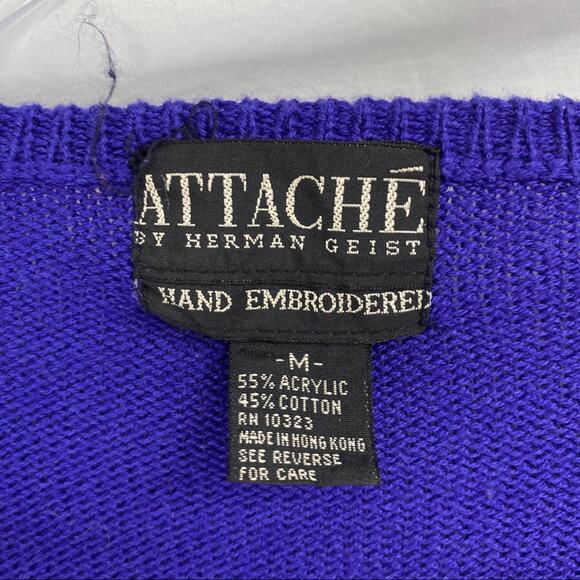 ATTACHÉ
BY HERMAN GEIST
HAND EMBROIDERED
-M-
55% ACRYLIC
45% COTTON
RN 10323
MADE IN HONG KONG
SEE REVERSE
FOR CARE